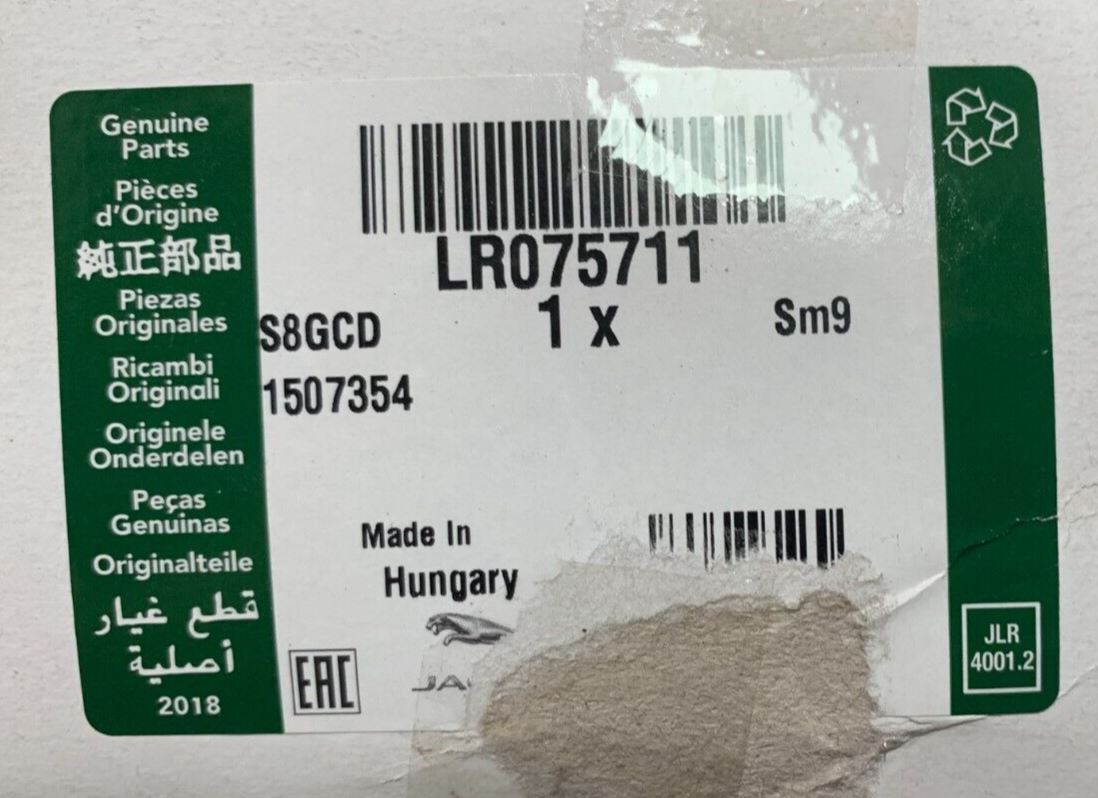 Genuine
Parts
Pièces
d'Origine
純正部品
Piezas
Originales
Ricambi
Originali
Originele
Onderdelen
Peças
Genuinas
Originalteile
قطع غيار
أصلية
2018
LR075711
1 x
Sm9
S8GCD
1507354
Made In
Hungary
EAC
JLR
4001.2